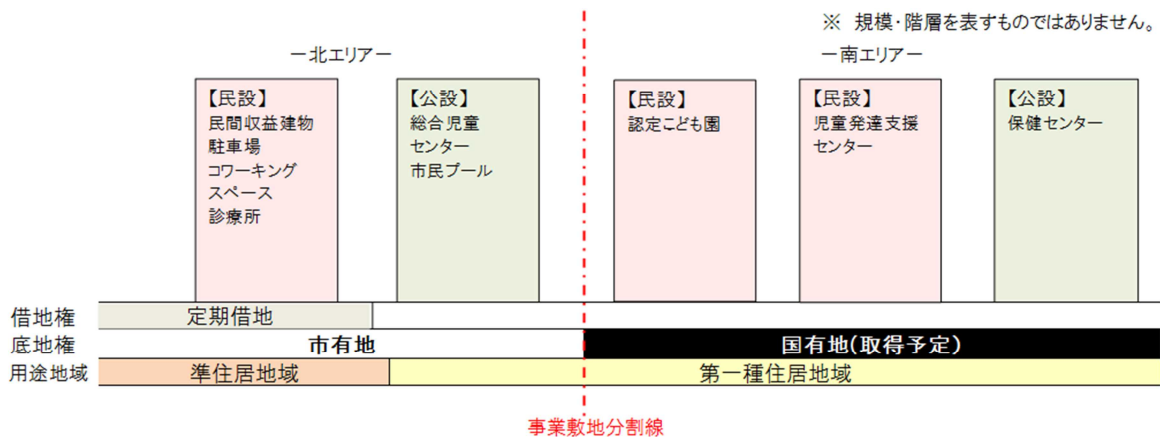 ※ 規模・階層を表すものではありません。
ー北エリアー
ー南エリアー
【民設】
民間収益建物
駐車場
コワーキング
スペース
診療所
【公設】
総合児童
センター
市民プール
【民設】
認定こども園
【民設】
児童発達支援
センター
【公設】
保健センター
借地権
定期借地
底地権
市有地
国有地(取得予定)
用途地域
準住居地域
第一種住居地域
事業敷地分割線